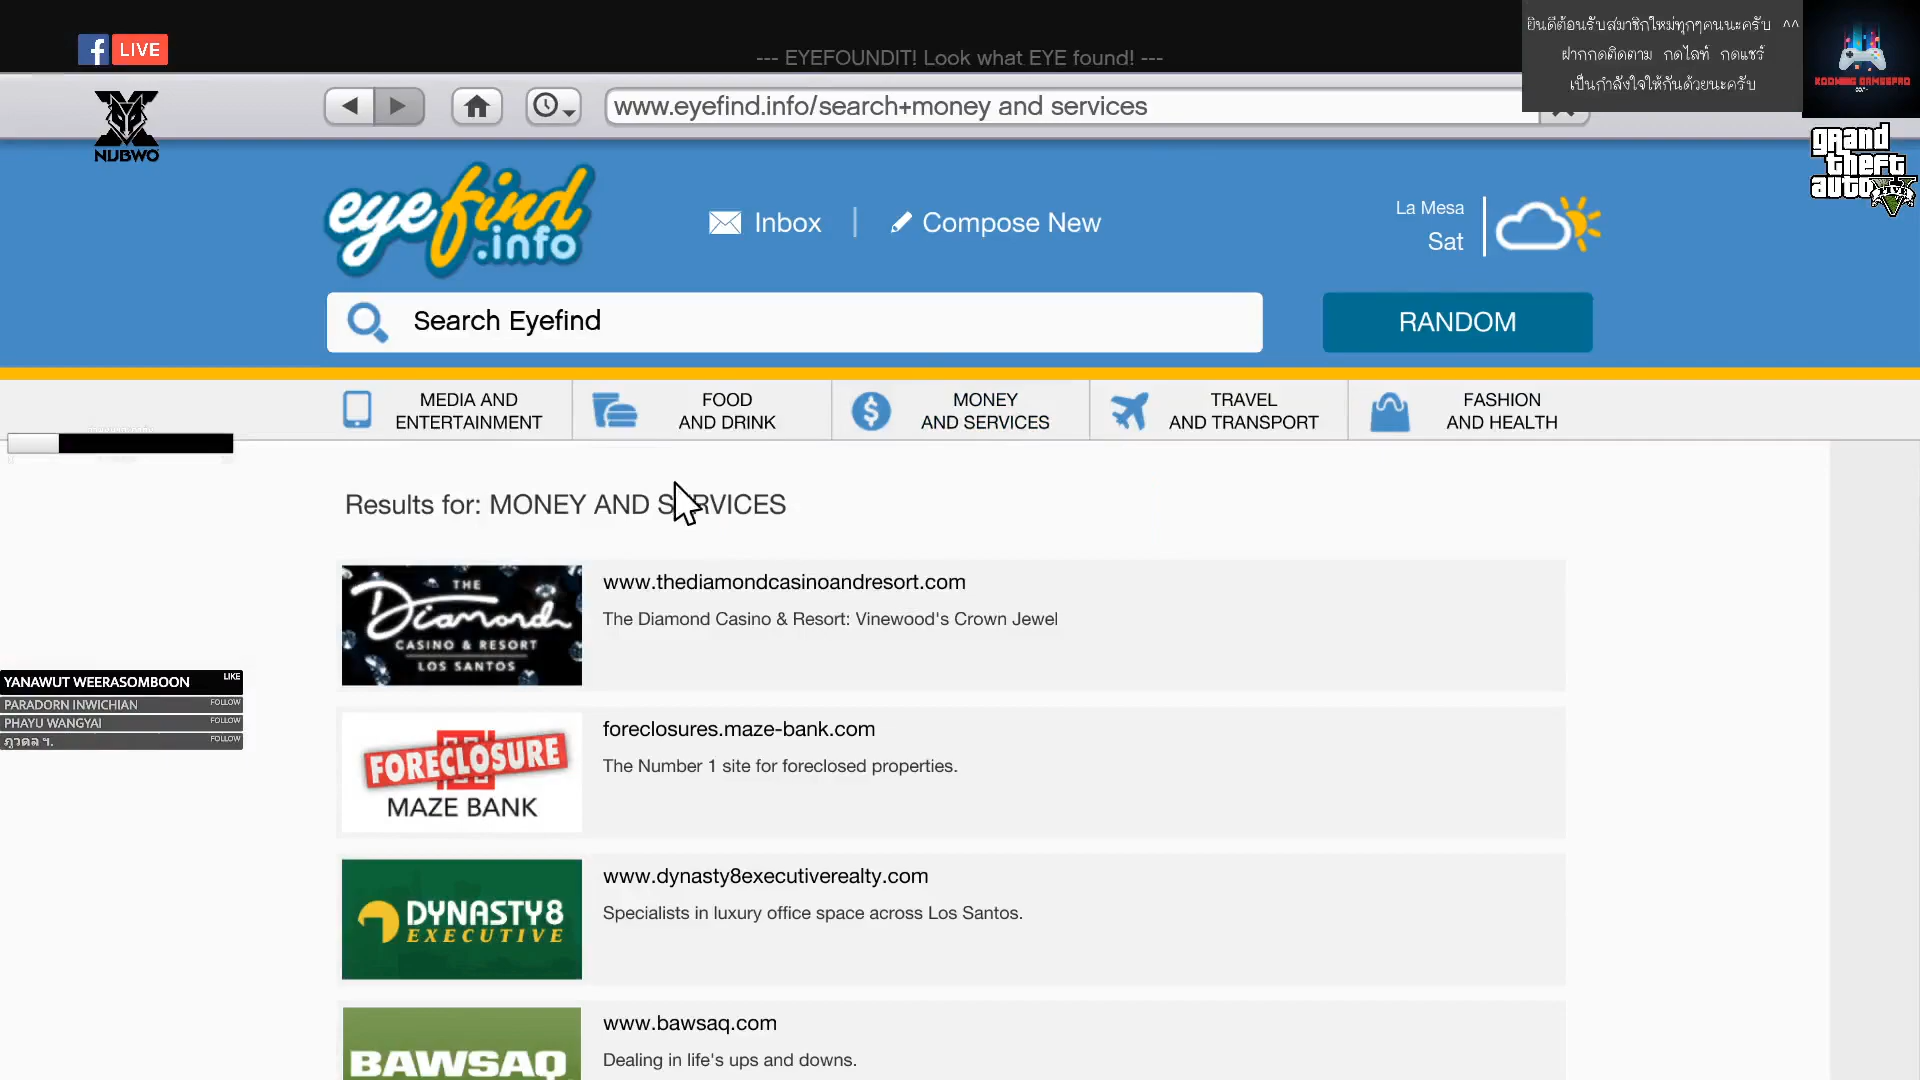 LIVE
--- EYEFOUNDIT! Look what EYE found! ---
ยินดีต้อนรับสมาชิกใหม่ทุกๆคนนะครับ ^^
ฝากกดติดตาม กดไลท์ กดแชร์
เป็นกำลังใจให้กันด้วยนะครับ
NUBWO
www.eyefind.info/search+money and services
grand
theft
auto
V
eyefind
.info
Inbox
Compose New
La Mesa
Sat
Search Eyefind
RANDOM
MEDIA AND
ENTERTAINMENT
FOOD
AND DRINK
MONEY
AND SERVICES
TRAVEL
AND TRANSPORT
FASHION
AND HEALTH
Results for: MONEY AND SERVICES
THE
Diamond
CASINO & RESORT
LOS SANTOS
www.thediamondcasinoandresort.com
The Diamond Casino & Resort: Vinewood's Crown Jewel
YANAWUT WEERASOMBOON LIKE
PARADORN INWICHIAN FOLLOW
PHAYU WANGYAI FOLLOW
ภูวดล ฯ. FOLLOW
FORECLOSURE
MAZE BANK
foreclosures.maze-bank.com
The Number 1 site for foreclosed properties.
DYNASTY8
EXECUTIVE
www.dynasty8executiverealty.com
Specialists in luxury office space across Los Santos.
BAWSAQ
www.bawsaq.com
Dealing in life's ups and downs.